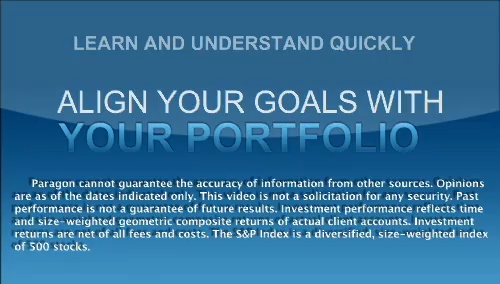 LEARN AND UNDERSTAND QUICKLY
ALIGN YOUR GOALS WITH
YOUR PORTFOLIO
Paragon cannot guarantee the accuracy of information from other sources. Opinions
are as of the dates indicated only. This video is not a solicitation for any security. Past
performance is not a guarantee of future results. Investment performance reflects time
and size-weighted geometric composite returns of actual client accounts. Investment
returns are net of all fees and costs. The S&P Index is a diversified, size-weighted index
of 500 stocks.